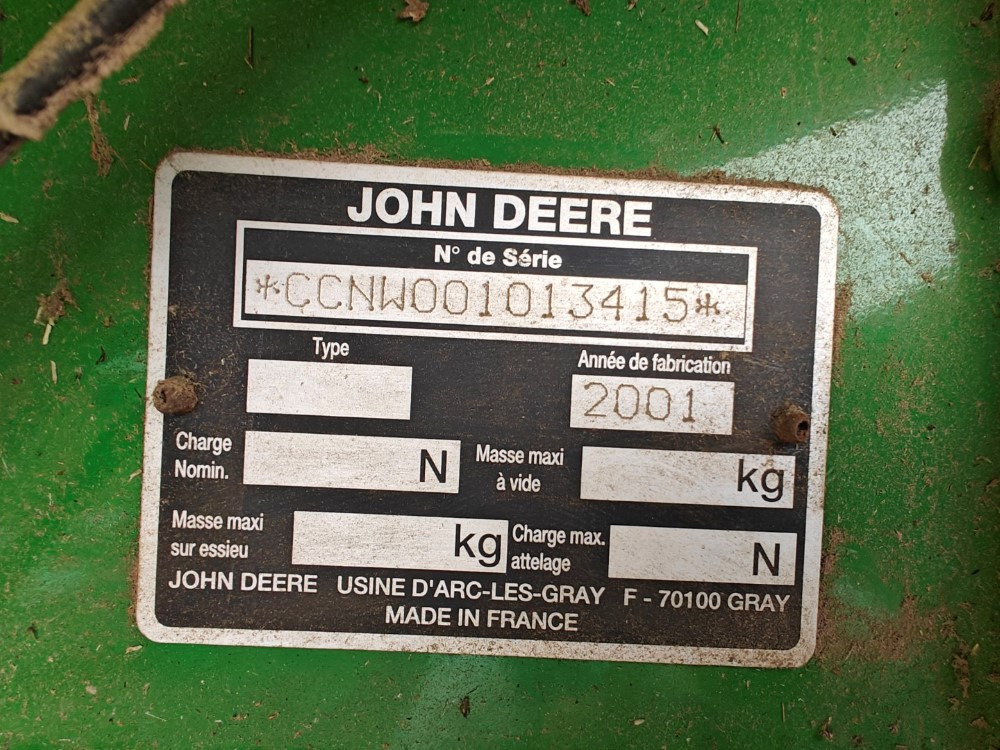 JOHN DEERE
N° de Série
*CCNW001013415*
Type
Année de fabrication
2001
Charge
Nomin.
N
Masse maxi
à vide
kg
Masse maxi
sur essieu
kg
Charge max.
attelage
N
JOHN DEERE USINE D'ARC-LES-GRAY F - 70100 GRAY
MADE IN FRANCE